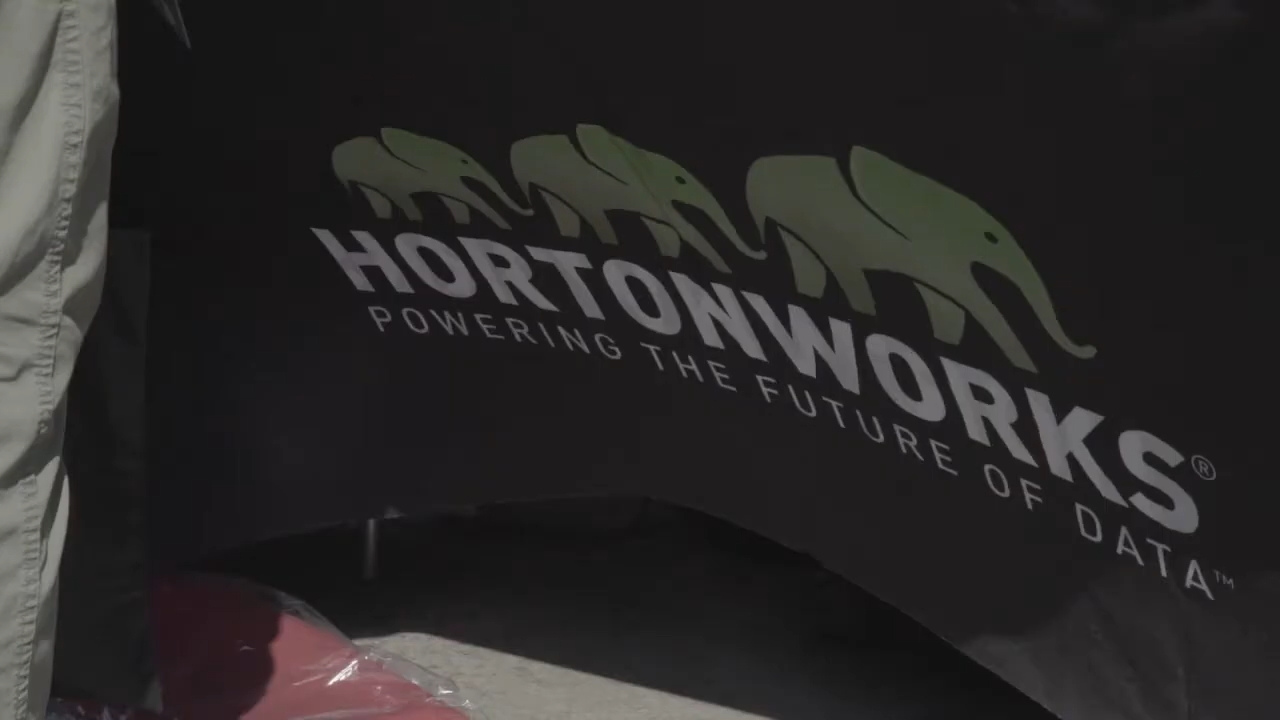 HORTONWORKS®
POWERING THE FUTURE OF DATA™